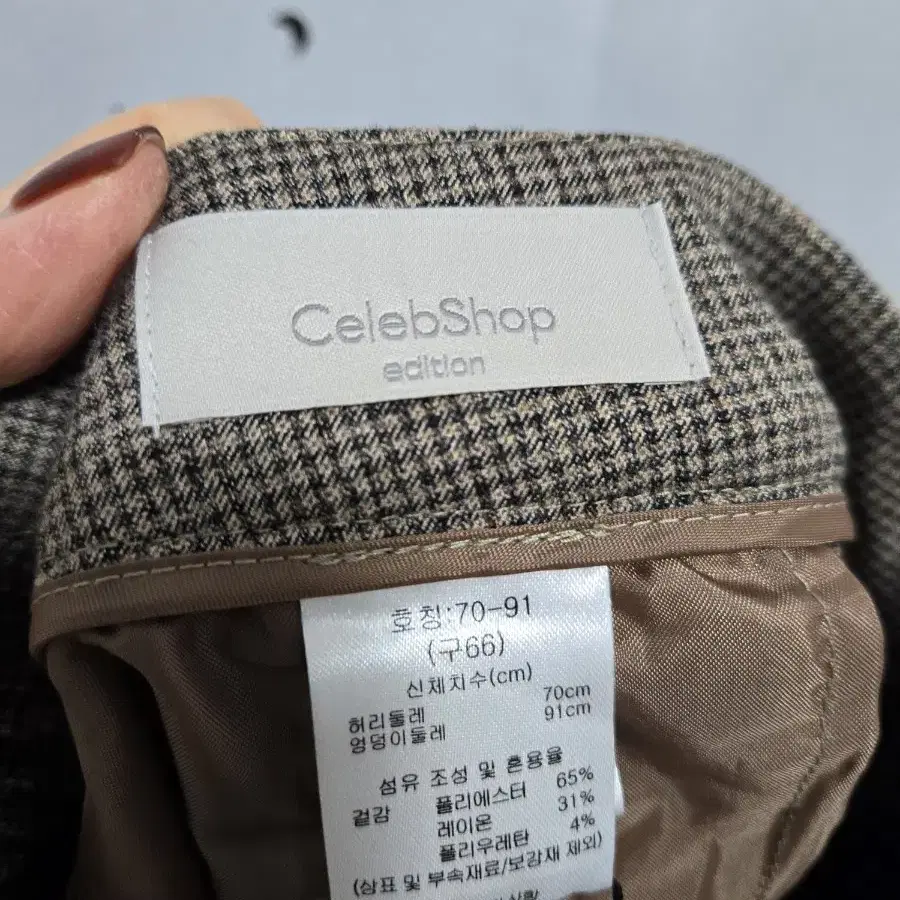 CelebShop
edition
호칭:70-91
(구66)
신체치수(cm)
허리둘레 70cm
엉덩이둘레 91cm
섬유 조성 및 혼용율
겉감 폴리에스터 65%
레이온 31%
폴리우레탄 4%
(상표 및 부속재료/보강재 제외)